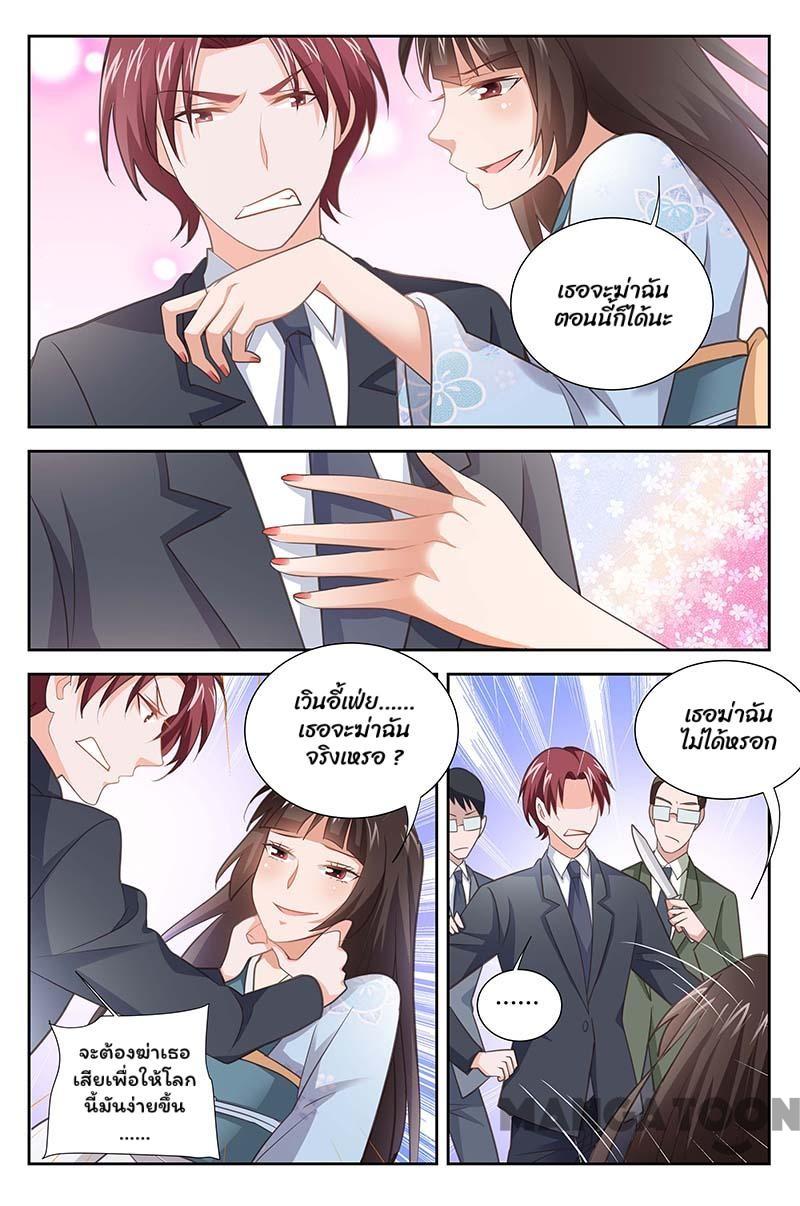 เธอจะฆ่าฉัน
ตอนนี้ก็ได้นะ
เวินอี้เฟ่ย......
เธอจะฆ่าฉัน
จริงเหรอ ?
จะต้องฆ่าเธอ
เสียเพื่อให้โลก
นี้มันง่ายขึ้น
......
เธอฆ่าฉัน
ไม่ได้หรอก
......
MANGATOON